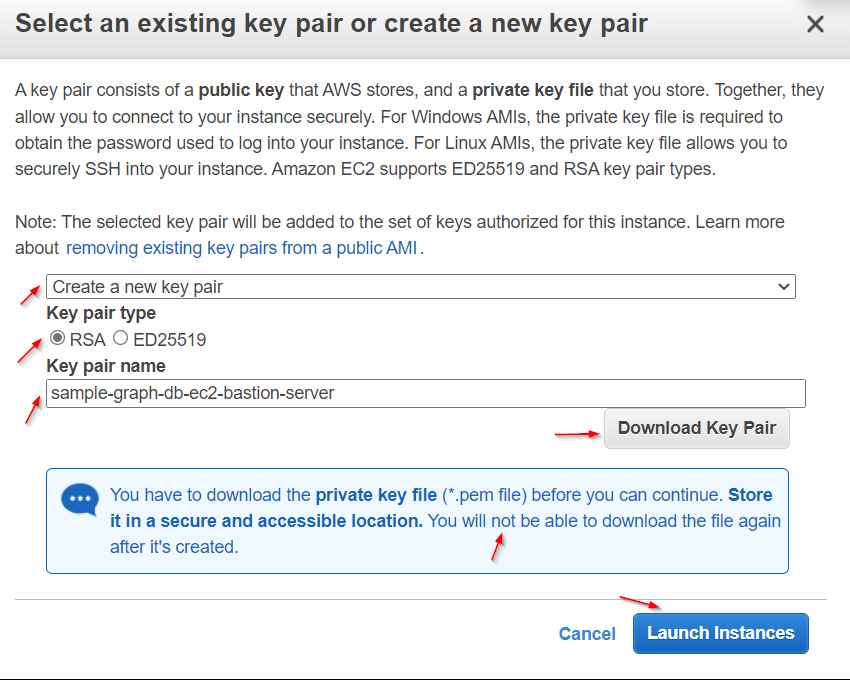 Select an existing key pair or create a new key pair
A key pair consists of a public key that AWS stores, and a private key file that you store. Together, they
allow you to connect to your instance securely. For Windows AMIs, the private key file is required to
obtain the password used to log into your instance. For Linux AMIs, the private key file allows you to
securely SSH into your instance. Amazon EC2 supports ED25519 and RSA key pair types.
Note: The selected key pair will be added to the set of keys authorized for this instance. Learn more
about removing existing key pairs from a public AMI .
Create a new key pair
Key pair type
RSA ED25519
Key pair name
sample-graph-db-ec2-bastion-server
Download Key Pair
You have to download the private key file (*.pem file) before you can continue. Store
it in a secure and accessible location. You will not be able to download the file again
after it's created.
Cancel Launch Instances